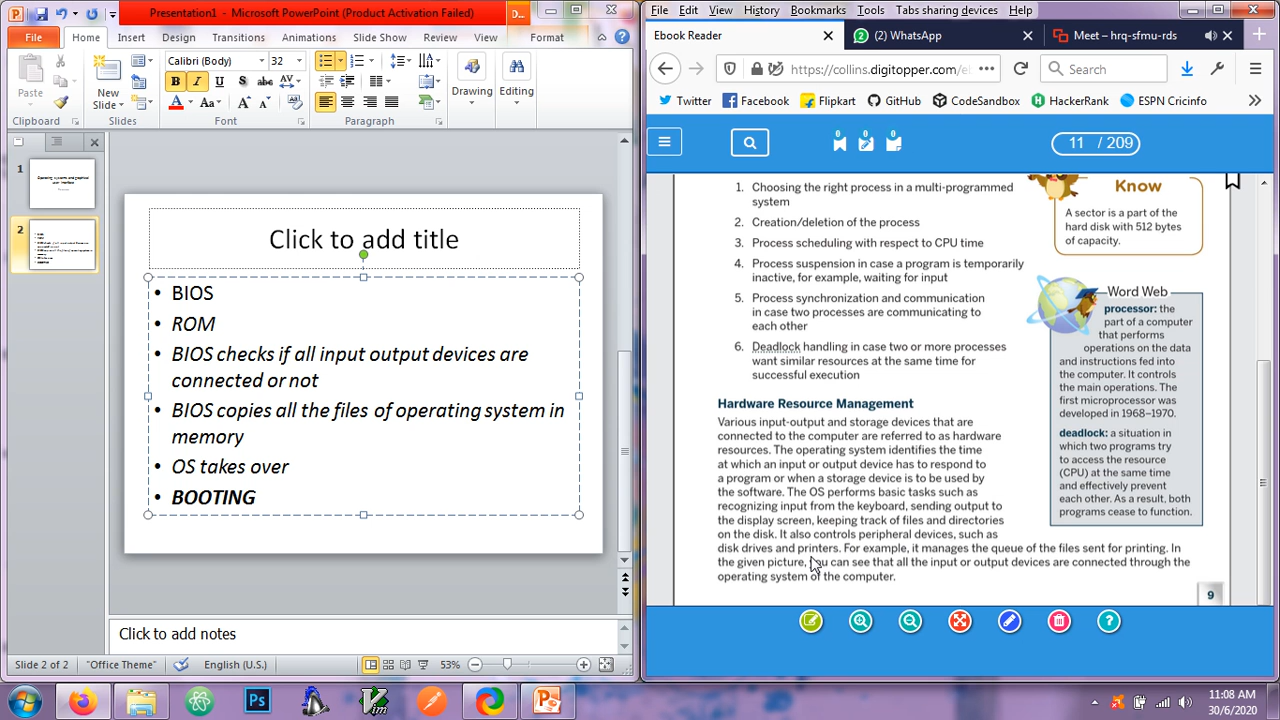 Presentation1 - Microsoft PowerPoint (Product Activation Failed)
D...
File Home Insert Design Transitions Animations Slide Show Review View Format
Paste
New
Slide
Calibri (Body) 32
Drawing
Editing
Clipboard Slides Font Paragraph
1
2
Click to add title
• BIOS
• ROM
• BIOS checks if all input output devices are
connected or not
• BIOS copies all the files of operating system in
memory
• OS takes over
• BOOTING
Click to add notes
Slide 2 of 2 "Office Theme" English (U.S.) 53%
File Edit View History Bookmarks Tools Tabs sharing devices Help
Ebook Reader (2) WhatsApp Meet – hrq-sfmu-rds
https://collins.digitopper.com/el
Search
Twitter Facebook Flipkart GitHub CodeSandbox HackerRank ESPN Cricinfo
0 0 0
11 / 209
1. Choosing the right process in a multi-programmed
system
2. Creation/deletion of the process
3. Process scheduling with respect to CPU time
4. Process suspension in case a program is temporarily
inactive, for example, waiting for input
5. Process synchronization and communication
in case two processes are communicating to
each other
6. Deadlock handling in case two or more processes
want similar resources at the same time for
successful execution
Know
A sector is a part of the
hard disk with 512 bytes
of capacity.
Word Web
processor: the
part of a computer
that performs
operations on the data
and instructions fed into
the computer. It controls
the main operations. The
first microprocessor was
developed in 1968–1970.
deadlock: a situation in
which two programs try
to access the resource
(CPU) at the same time
and effectively prevent
each other. As a result, both
programs cease to function.
Hardware Resource Management
Various input-output and storage devices that are
connected to the computer are referred to as hardware
resources. The operating system identifies the time
at which an input or output device has to respond to
a program or when a storage device is to be used by
the software. The OS performs basic tasks such as
recognizing input from the keyboard, sending output to
the display screen, keeping track of files and directories
on the disk. It also controls peripheral devices, such as
disk drives and printers. For example, it manages the queue of the files sent for printing. In
the given picture, you can see that all the input or output devices are connected through the
operating system of the computer.
9
11:08 AM
30/6/2020